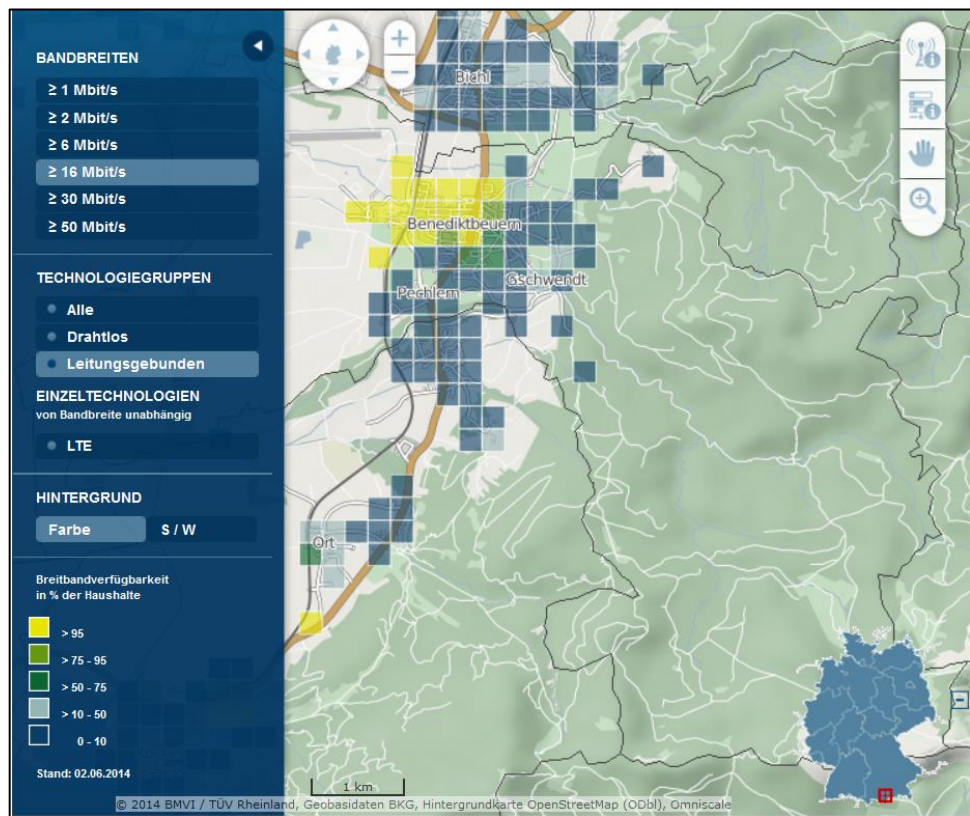 BANDBREITEN
≥ 1 Mbit/s
≥ 2 Mbit/s
≥ 6 Mbit/s
≥ 16 Mbit/s
≥ 30 Mbit/s
≥ 50 Mbit/s
TECHNOLOGIEGRUPPEN
Alle
Drahtlos
Leitungsgebunden
EINZELTECHNOLOGIEN
von Bandbreite unabhängig
LTE
HINTERGRUND
Farbe S / W
Breitbandverfügbarkeit
in % der Haushalte
> 95
> 75 - 95
> 50 - 75
> 10 - 50
0 - 10
Stand: 02.06.2014
Bichl
Benediktbeuern
Gschwendt
Pechlern
Ort
1 km
© 2014 BMVI / TÜV Rheinland, Geobasidaten BKG, Hintergrundkarte OpenStreetMap (ODbl), Omniscale